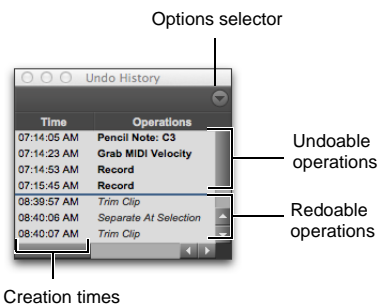 Options selector
Undo History
Time Operations
07:14:05 AM Pencil Note: C3
07:14:23 AM Grab MIDI Velocity
07:14:53 AM Record
07:15:45 AM Record
08:39:57 AM Trim Clip
08:40:06 AM Separate At Selection
08:40:07 AM Trim Clip
Undoable
operations
Redoable
operations
Creation times